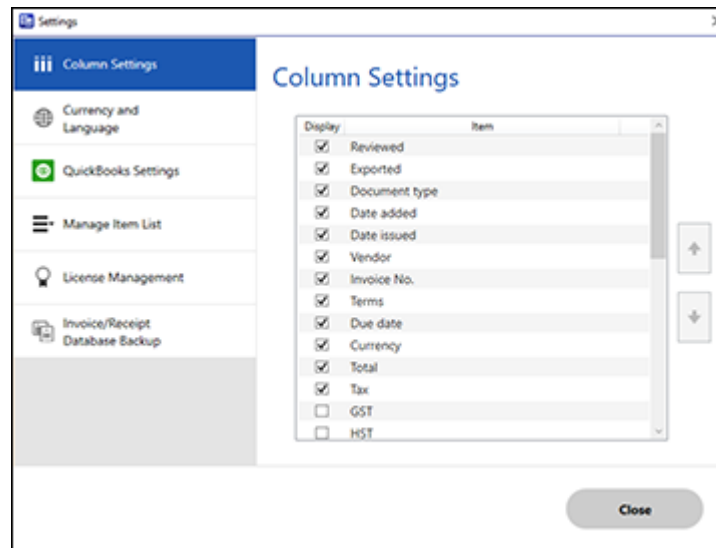 Settings
Column Settings
Currency and
Language
QuickBooks Settings
Manage Item List
License Management
Invoice/Receipt
Database Backup
Column Settings
Display Item
Reviewed
Exported
Document type
Date added
Date issued
Vendor
Invoice No.
Terms
Due date
Currency
Total
Tax
GST
HST
Close